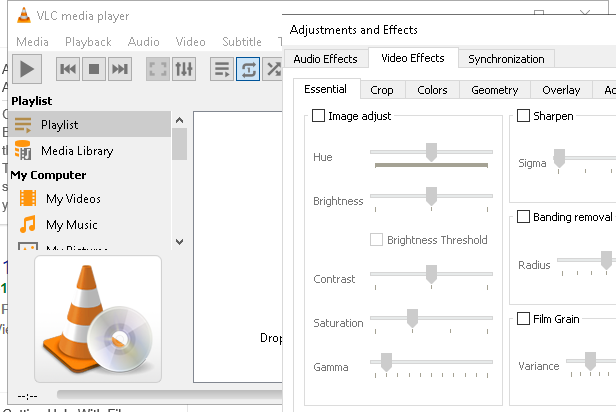 VLC media player
Media Playback Audio Video Subtitle
Playlist
Playlist
Media Library
My Computer
My Videos
My Music
My Pictures
Drop
--:--
Adjustments and Effects
Audio Effects Video Effects Synchronization
Essential Crop Colors Geometry Overlay
Image adjust
Hue
Brightness
Brightness Threshold
Contrast
Saturation
Gamma
Sharpen
Sigma
Banding removal
Radius
Film Grain
Variance